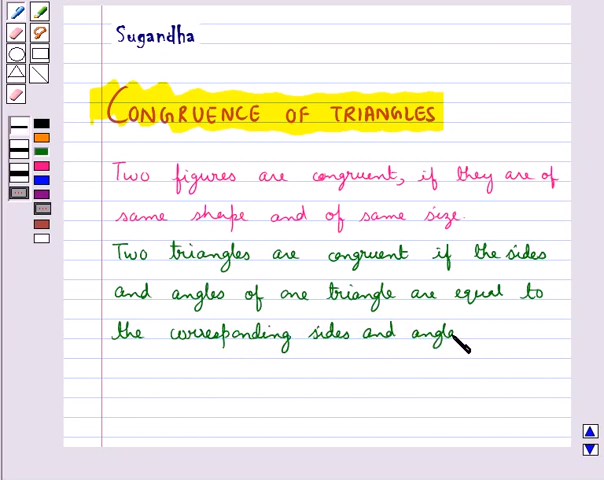 Sugandha
CONGRUENCE OF TRIANGLES
Two figures are congruent, if they are of
same shape and of same size.
Two triangles are congruent if the sides
and angles of one triangle are equal to
the corresponding sides and angle